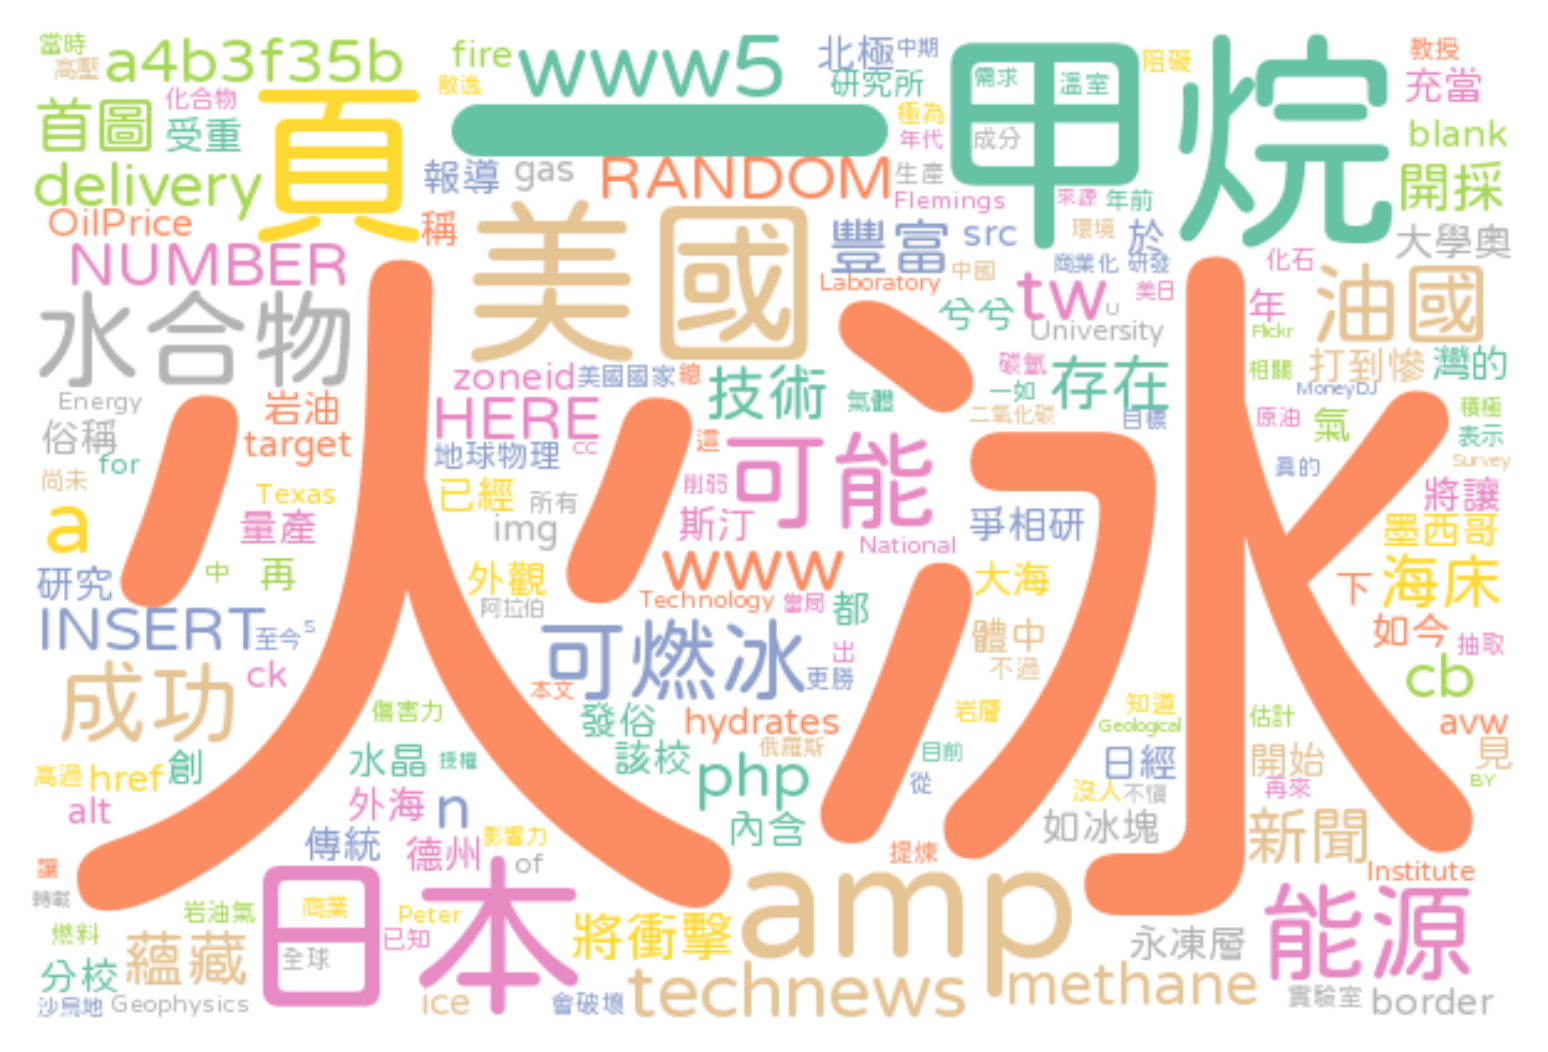 當時
高壓
a4b3f35b
fire
www5
北極
中期
甲烷
需求
溫室
阻礙
教授
散逸
研究所
充當
首圖
化合物
頁
一
極為
受重
年代
成分
blank
delivery
報導
gas
RANDOM
生產
開採
Flemings
來源
年前
OilPrice
稱
美國
豐富
src
環境
於
大學奧
NUMBER
中國
商業化
研發
化石
Laboratory
tw
美日
油國
水合物
火冰
兮兮
U
年
University
Flickr
zoneid
美國國家
總
技術
碳氫
存在
相關
打到慘
灣的
Energy
岩油
HERE
氣體
一如
MoneyDJ
二氧化碳
目標
原油
氣
積極
俗稱
target
CC
這
可能
表示
for
地球物理
真的
Survey
尚未
Texas
已經
所有
削弱
將讓
a
量產
img
斯汀
爭相研
墨西哥
National
研究
中
再
外觀
www
大海
下
海床
阿拉伯
Technology
當局
都
INSERT
至今
s
可燃冰
體中
如今
抽取
成功
ck
本文
出
更勝
不過
cb
傷害力
發俗
hydrates
岩層
知道
Geological
估計
avw
水晶
授權
該校
俄羅斯
目前
日經
開始
見
高過
href
創
php
從
沒人
不慎
再來
BY
alt
外海
n
內含
如冰塊
新聞
傳統
德州
影響力
of
提煉
讓
Institute
轉載
岩油氣
日本
商業
Peter
將衝擊
amp
能源
燃料
蘊藏
已知
永凍層
分校
全球
technews
methane
沙烏地
Geophysics
ice
會破壞
實驗室
border